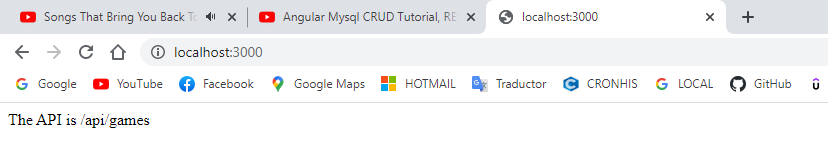 Songs That Bring You Back To
Angular Mysql CRUD Tutorial, RE
localhost:3000
localhost:3000
Google YouTube Facebook Google Maps HOTMAIL Traductor CRONHIS LOCAL GitHub
The API is /api/games